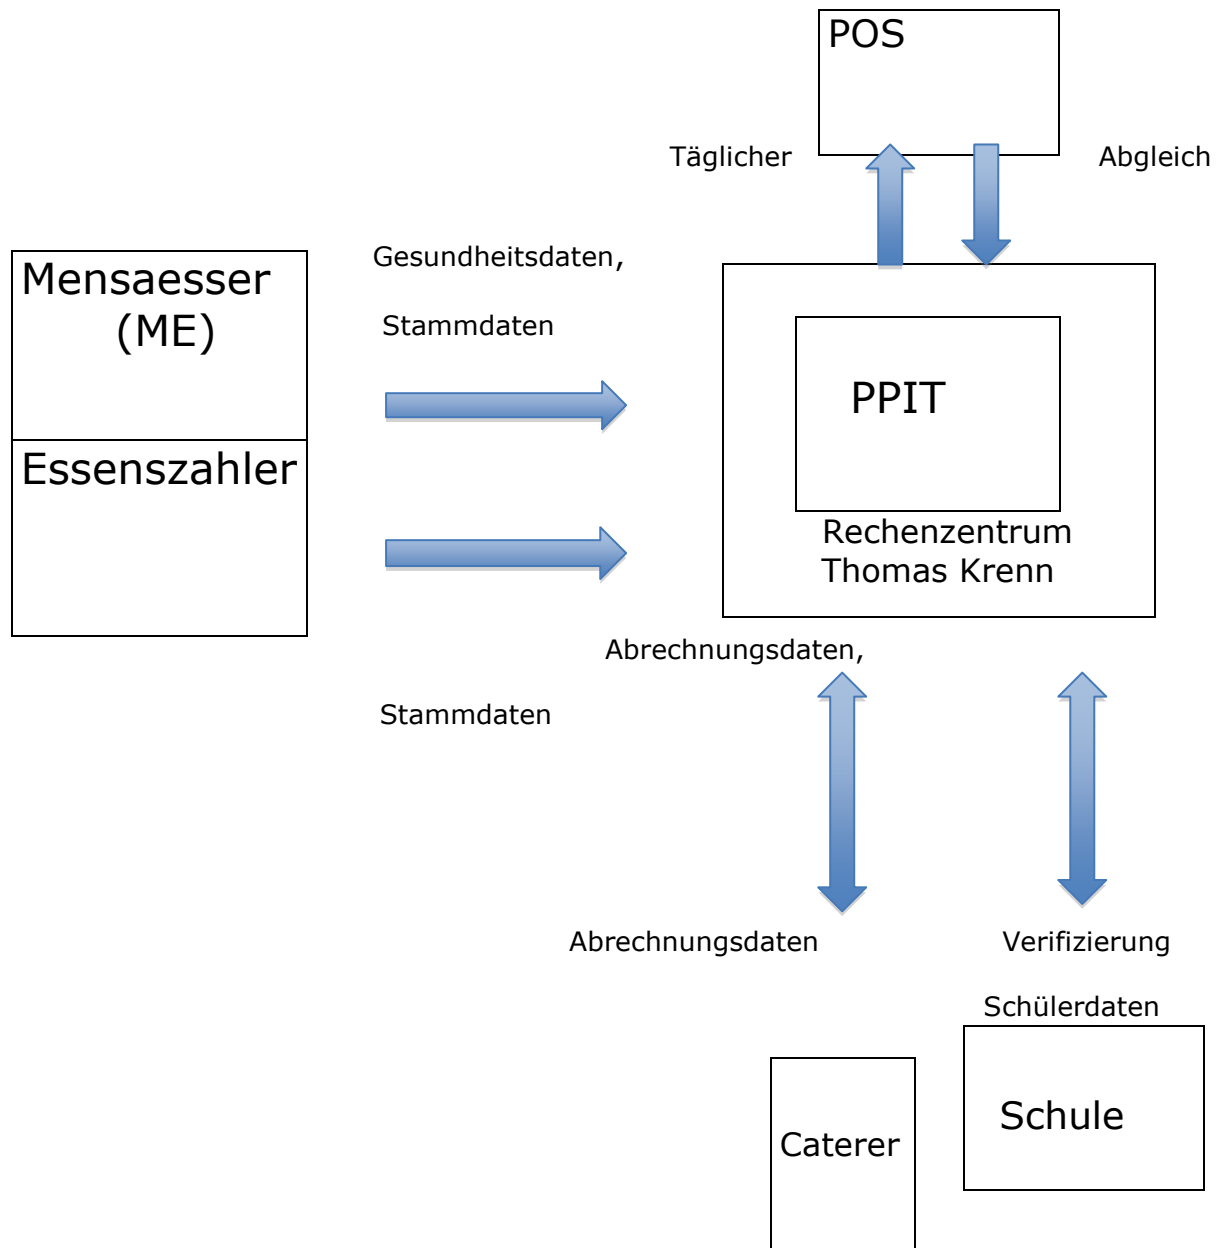 POS
Täglicher Abgleich
Mensaesser
(ME)
Gesundheitsdaten,
Stammdaten
PPIT
Essenszahler
Rechenzentrum
Thomas Krenn
Abrechnungsdaten,
Stammdaten
Abrechnungsdaten
Verifizierung
Schülerdaten
Schule
Caterer